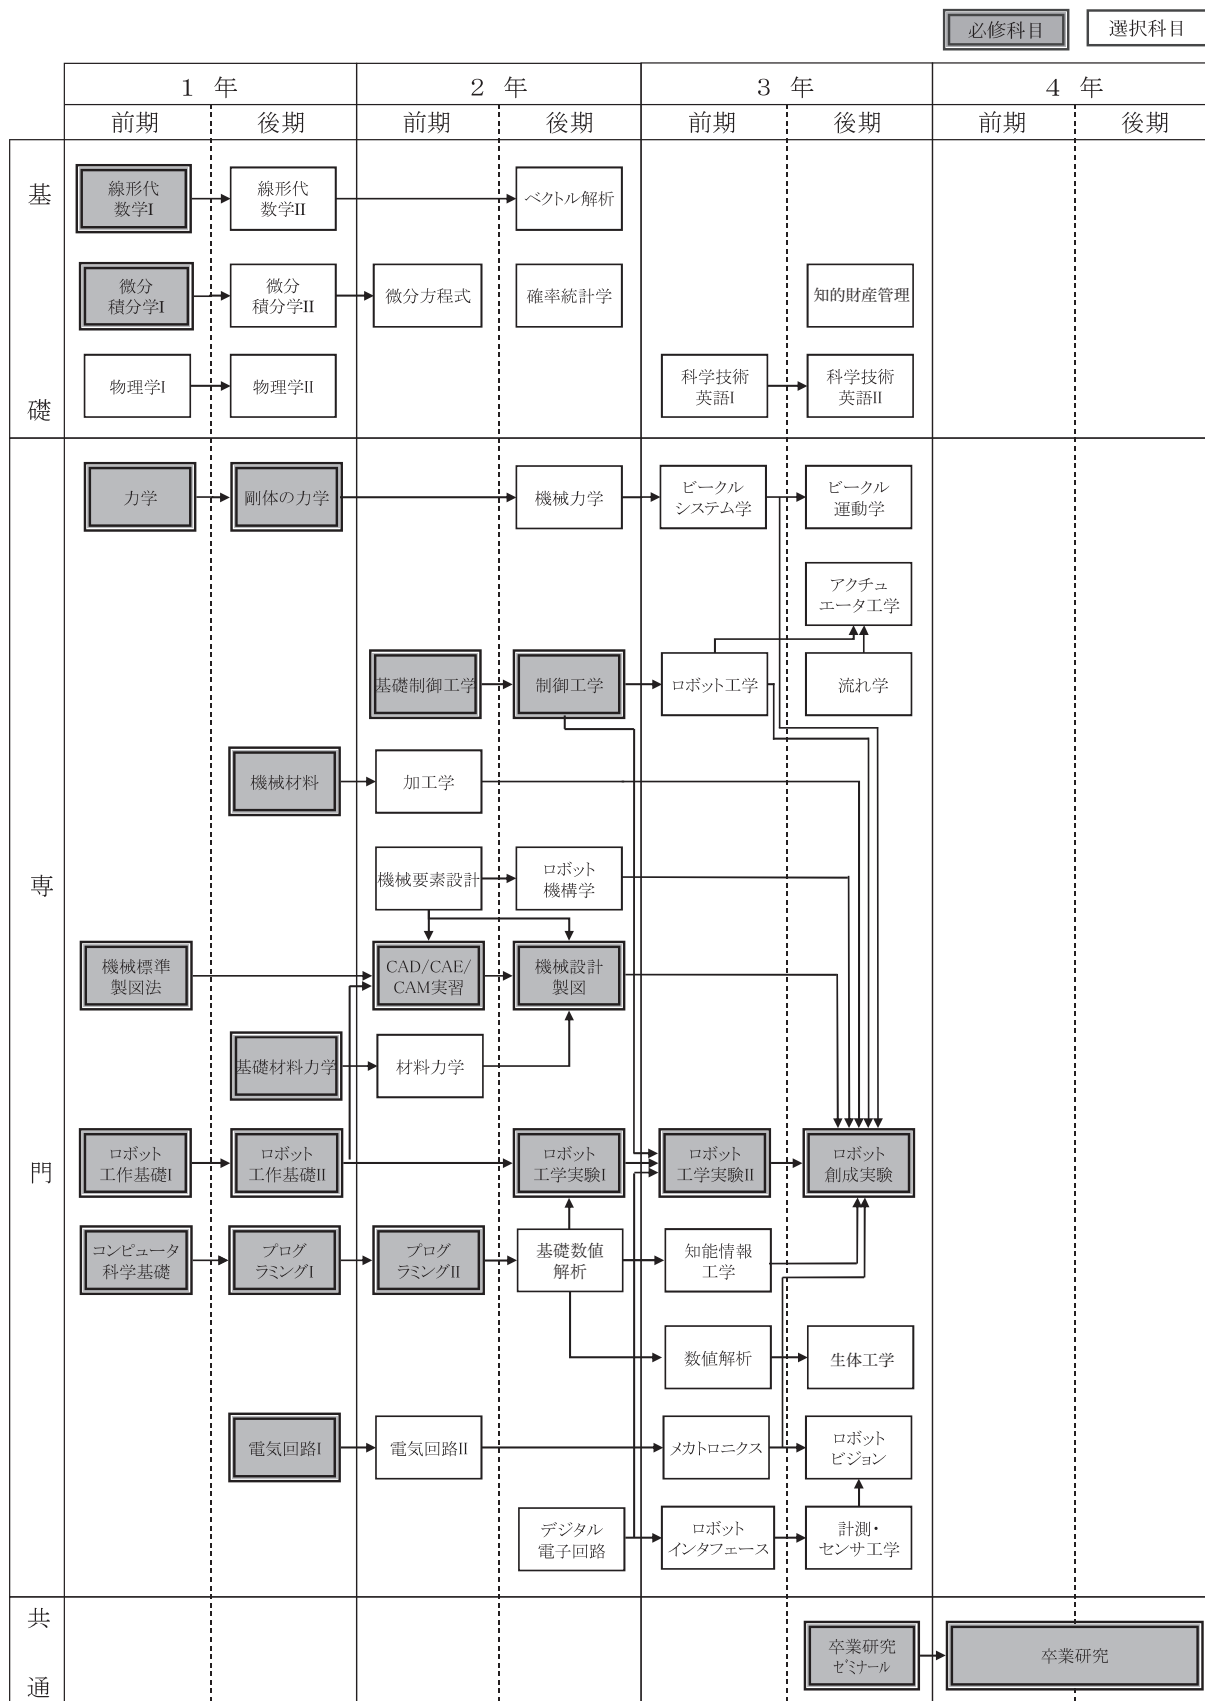 必修科目
選択科目
1 年
2 年
3 年
4 年
前期
後期
前期
後期
前期
後期
前期
後期
基
礎
線形代
数学I
線形代
数学II
ベクトル解析
微分
積分学I
微分
積分学II
微分方程式
確率統計学
知的財産管理
物理学I
物理学II
科学技術
英語I
科学技術
英語II
専
門
力学
剛体の力学
機械力学
ビークル
システム学
ビークル
運動学
アクチュ
エータ工学
基礎制御工学
制御工学
ロボット工学
流れ学
機械材料
加工学
機械要素設計
ロボット
機構学
機械標準
製図法
CAD/CAE/
CAM実習
機械設計
製図
基礎材料力学
材料力学
ロボット
工作基礎I
ロボット
工作基礎II
ロボット
工学実験I
ロボット
工学実験II
ロボット
創成実験
コンピュータ
科学基礎
プログ
ラミングI
プログ
ラミングII
基礎数値
解析
知能情報
工学
数値解析
生体工学
電気回路I
電気回路II
メカトロニクス
ロボット
ビジョン
デジタル
電子回路
ロボット
インタフェース
計測・
センサ工学
共
通
卒業研究
ゼミナール
卒業研究